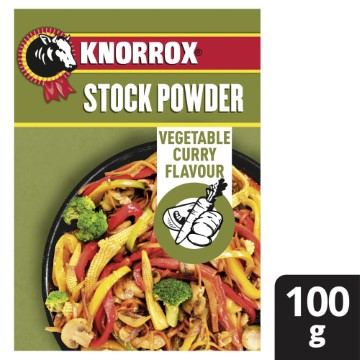 KNORROX®
STOCK POWDER
VEGETABLE
CURRY
FLAVOUR
100
g